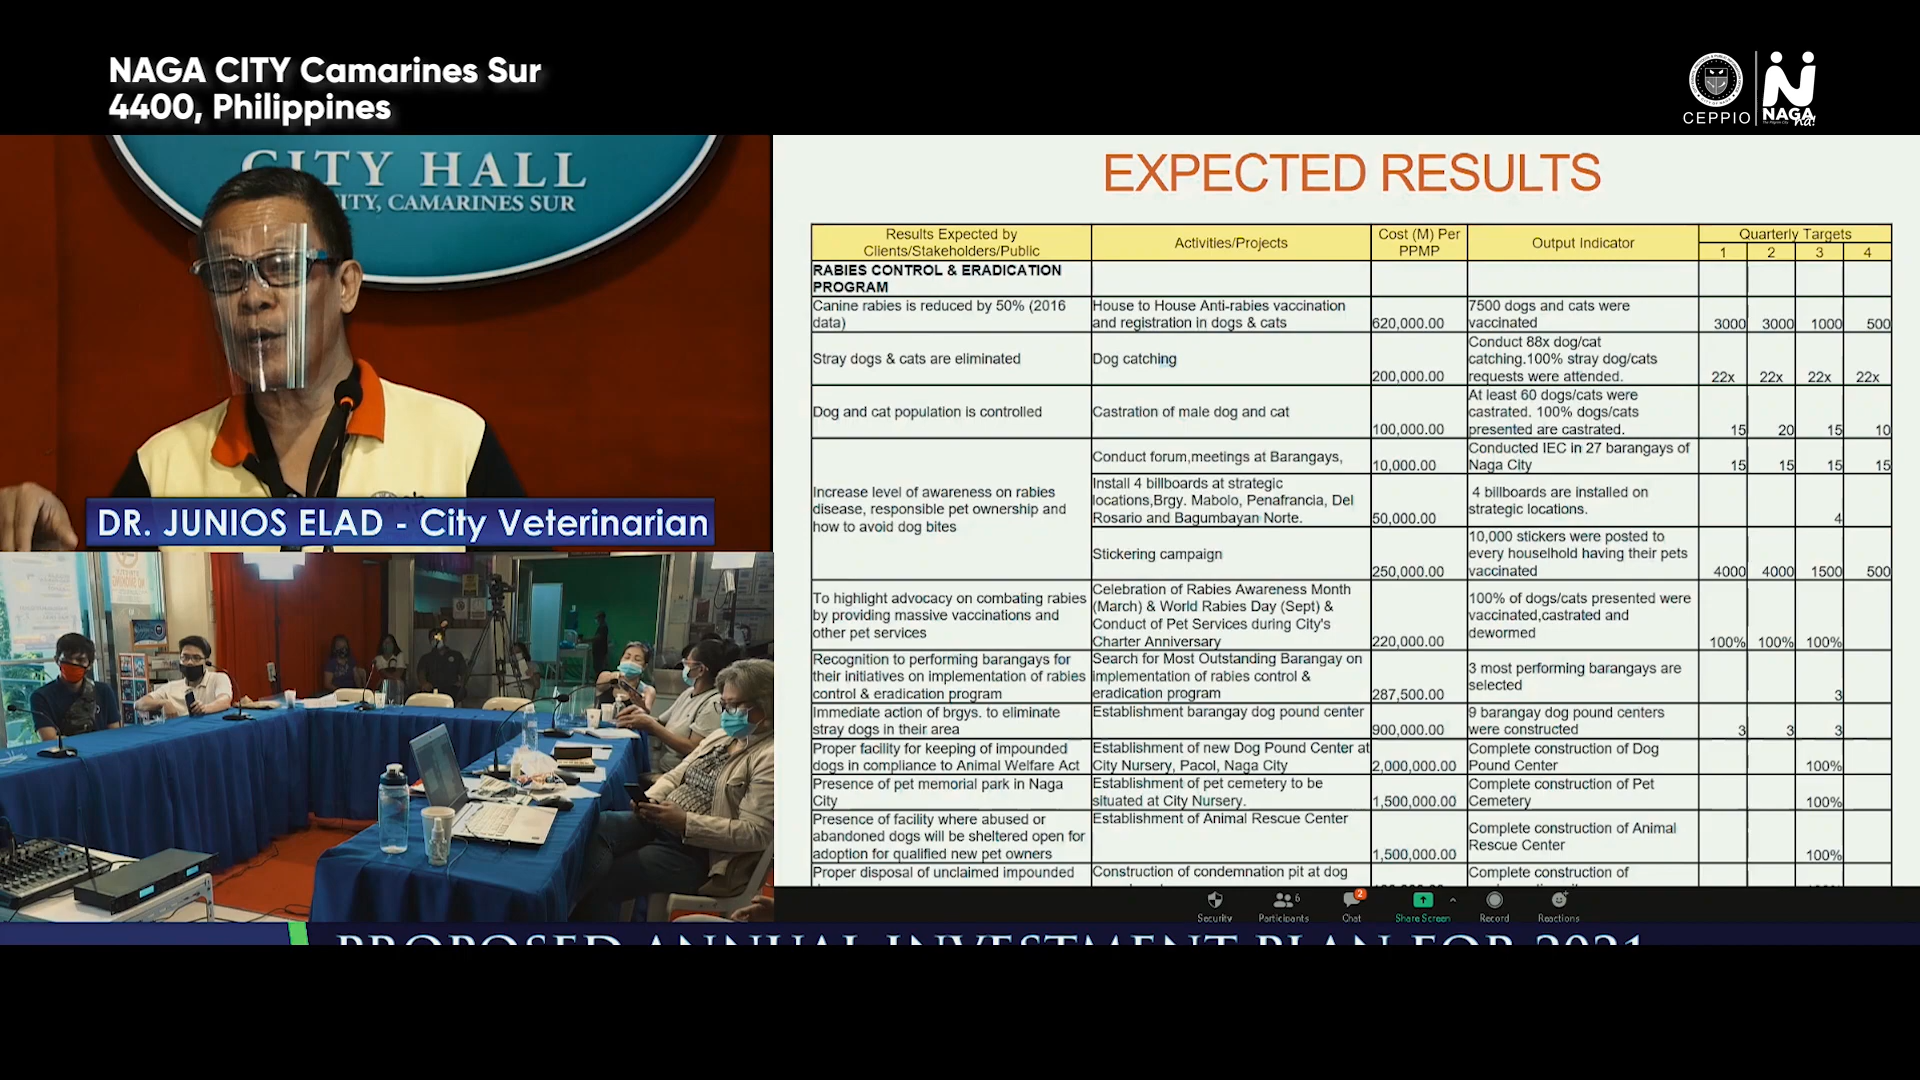 NAGA CITY Camarines Sur
4400, Philippines
CEPPIO
NAGA
na!
CITY HALL
CITY, CAMARINES SUR
DR. JUNIOS ELAD - City Veterinarian
EXPECTED RESULTS
Results Expected by
Clients/Stakeholders/Public
Activities/Projects
Cost (M) Per
PPMP
Output Indicator
Quarterly Targets
1 2 3 4
RABIES CONTROL & ERADICATION
PROGRAM
Canine rabies is reduced by 50% (2016
data)
House to House Anti-rabies vaccination
and registration in dogs & cats
620,000.00
7500 dogs and cats were
vaccinated
3000 3000 1000 500
Stray dogs & cats are eliminated
Dog catching
200,000.00
Conduct 88x dog/cat
catching.100% stray dog/cats
requests were attended.
22x 22x 22x 22x
Dog and cat population is controlled
Castration of male dog and cat
100,000.00
At least 60 dogs/cats were
castrated. 100% dogs/cats
presented are castrated.
15 20 15 10
Increase level of awareness on rabies
disease, responsible pet ownership and
how to avoid dog bites
Conduct forum,meetings at Barangays,
10,000.00
Conducted IEC in 27 barangays of
Naga City
15 15 15 15
Install 4 billboards at strategic
locations,Brgy. Mabolo, Penafrancia, Del
Rosario and Bagumbayan Norte.
50,000.00
4 billboards are installed on
strategic locations.
4
Stickering campaign
250,000.00
10,000 stickers were posted to
every househlold having their pets
vaccinated
4000 4000 1500 500
To highlight advocacy on combating rabies
by providing massive vaccinations and
other pet services
Celebration of Rabies Awareness Month
(March) & World Rabies Day (Sept) &
Conduct of Pet Services during City's
Charter Anniversary
220,000.00
100% of dogs/cats presented were
vaccinated,castrated and
dewormed
100% 100% 100%
Recognition to performing barangays for
their initiatives on implementation of rabies
control & eradication program
Search for Most Outstanding Barangay on
implementation of rabies control &
eradication program
287,500.00
3 most performing barangays are
selected
3
Immediate action of brgys. to eliminate
stray dogs in their area
Establishment barangay dog pound center
900,000.00
9 barangay dog pound centers
were constructed
3 3 3
Proper facility for keeping of impounded
dogs in compliance to Animal Welfare Act
Establishment of new Dog Pound Center at
City Nursery, Pacol, Naga City
2,000,000.00
Complete construction of Dog
Pound Center
100%
Presence of pet memorial park in Naga
City
Establishment of pet cemetery to be
situated at City Nursery.
1,500,000.00
Complete construction of Pet
Cemetery
100%
Presence of facility where abused or
abandoned dogs will be sheltered open for
adoption for qualified new pet owners
Establishment of Animal Rescue Center
1,500,000.00
Complete construction of Animal
Rescue Center
100%
Proper disposal of unclaimed impounded
Construction of condemnation pit at dog
Complete construction of
Security
Participants
6
Chat
2
Share Screen
Record
Reactions
PROPOSED ANNUAL INVESTMENT PLAN FOR 2021